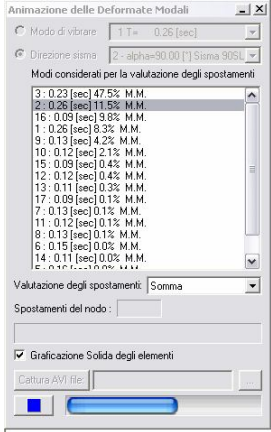 Animazione delle Deformate Modali
Modo di vibrare
1 T= 0.26 [sec]
Direzione sisma
2 - alpha=90.00 [°] Sisma 90SL
Modi considerati per la valutazione degli spostamenti
3 : 0.23 [sec] 47.5% M.M.
2 : 0.26 [sec] 11.5% M.M.
16 : 0.09 [sec] 9.8% M.M.
1 : 0.26 [sec] 8.3% M.M.
9 : 0.13 [sec] 4.2% M.M.
10 : 0.12 [sec] 2.1% M.M.
15 : 0.09 [sec] 0.4% M.M.
12 : 0.12 [sec] 0.4% M.M.
13 : 0.11 [sec] 0.3% M.M.
17 : 0.09 [sec] 0.1% M.M.
7 : 0.13 [sec] 0.1% M.M.
11 : 0.12 [sec] 0.1% M.M.
8 : 0.13 [sec] 0.1% M.M.
6 : 0.15 [sec] 0.0% M.M.
14 : 0.11 [sec] 0.0% M.M.
5 : 0.16 [sec] 0.0% M.M.
Valutazione degli spostamenti: Somma
Spostamenti del nodo :
Graficazione Solida degli elementi
Cattura AVI file:
...